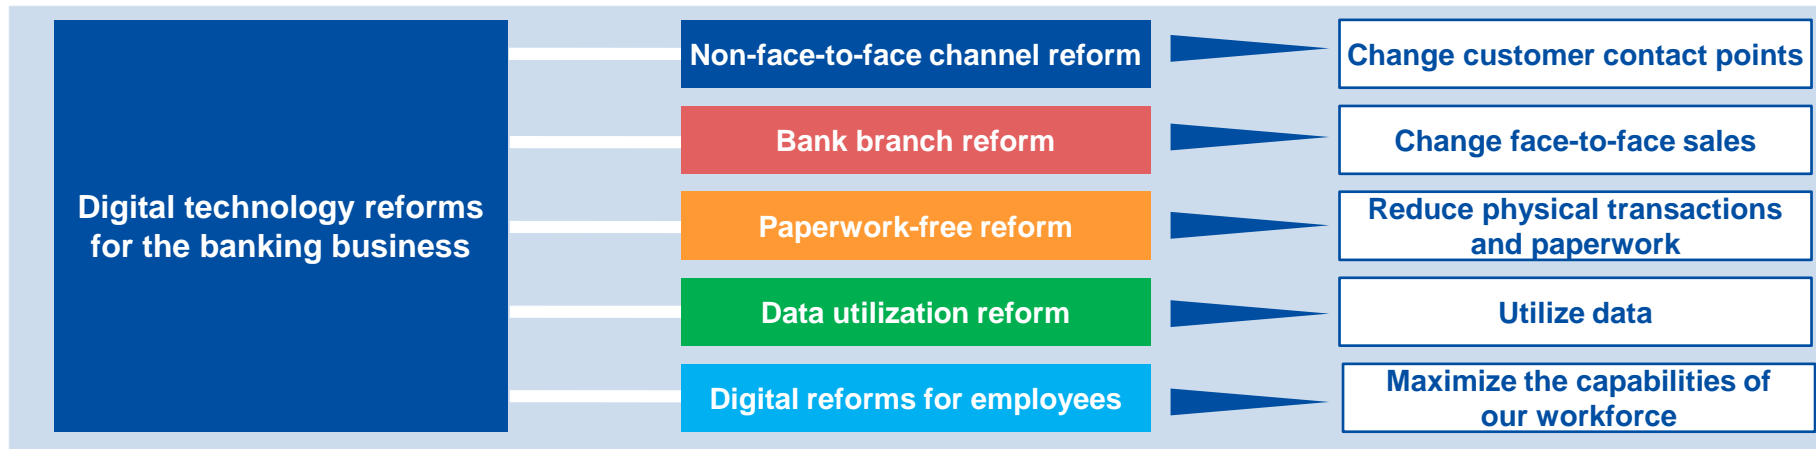 Digital technology reforms
for the banking business
Non-face-to-face channel reform
Change customer contact points
Bank branch reform
Change face-to-face sales
Paperwork-free reform
Reduce physical transactions
and paperwork
Data utilization reform
Utilize data
Digital reforms for employees
Maximize the capabilities of
our workforce